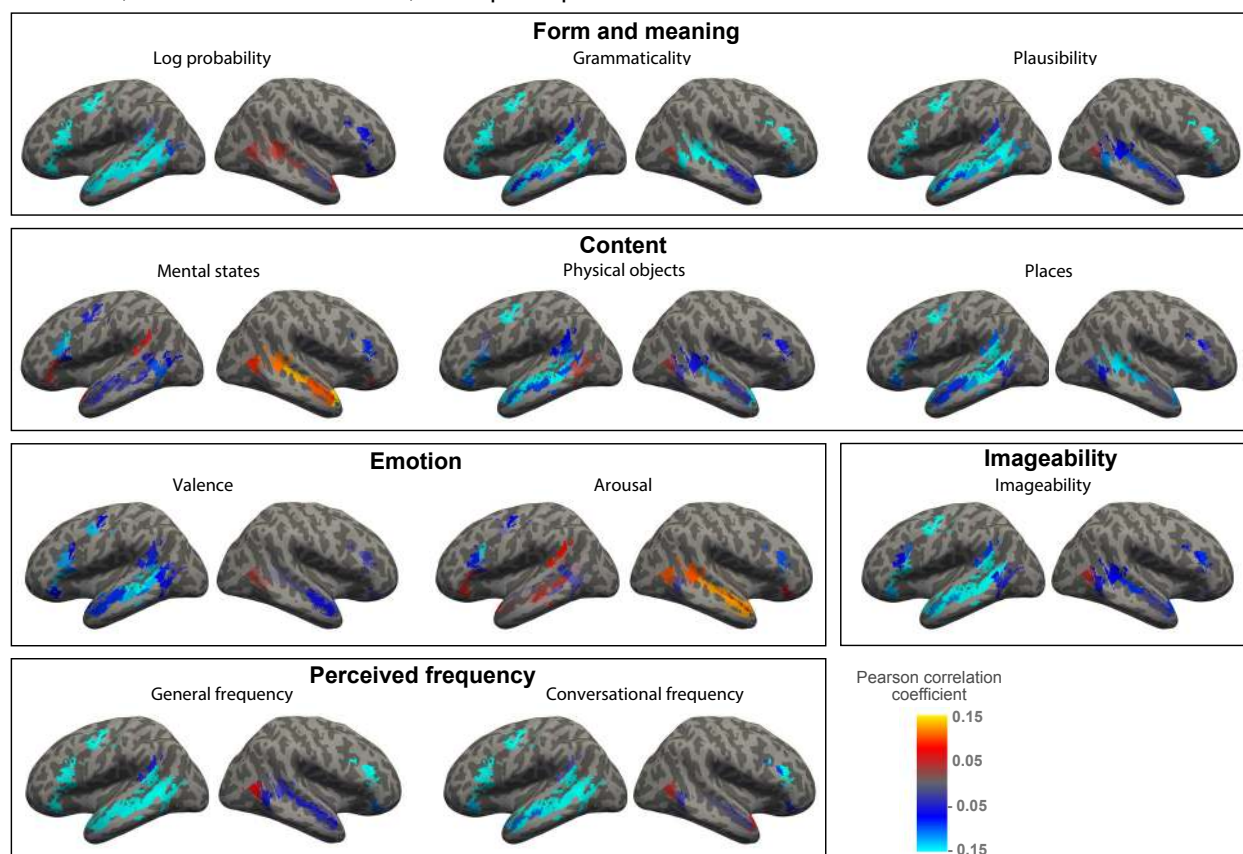 Form and meaning
Log probability Grammaticality Plausibility
Content
Mental states Physical objects Places
Emotion
Valence Arousal
Imageability
Imageability
Perceived frequency
General frequency Conversational frequency
Pearson correlation
coefficient
0.15
0.05
- 0.05
- 0.15